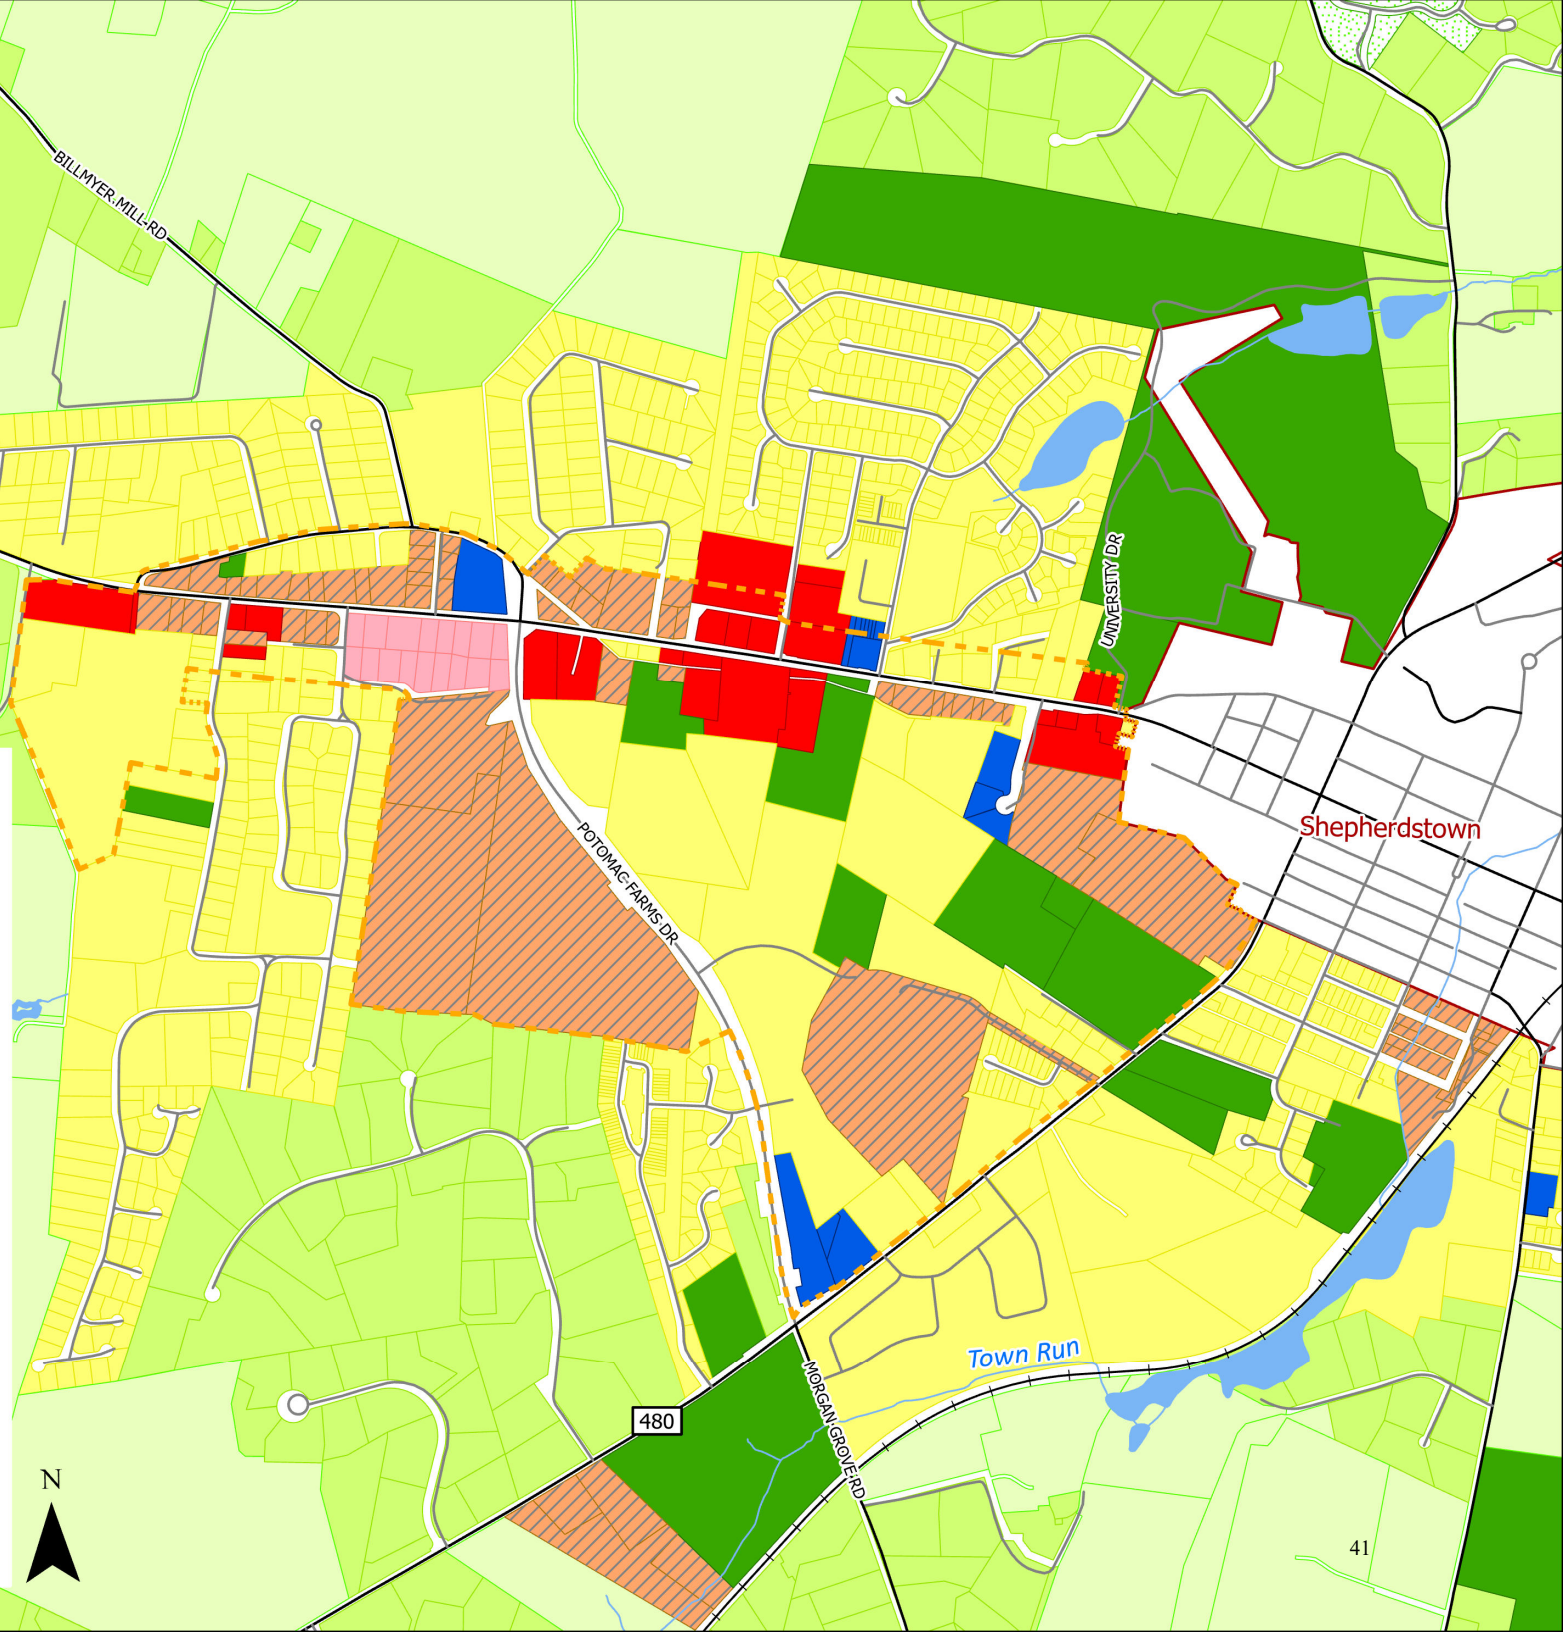 BILLMYER MILL RD
UNIVERSITY DR
Shepherdstown
POTOMAC FARMS DR
Town Run
MORGAN GROVE RD
480
N
41